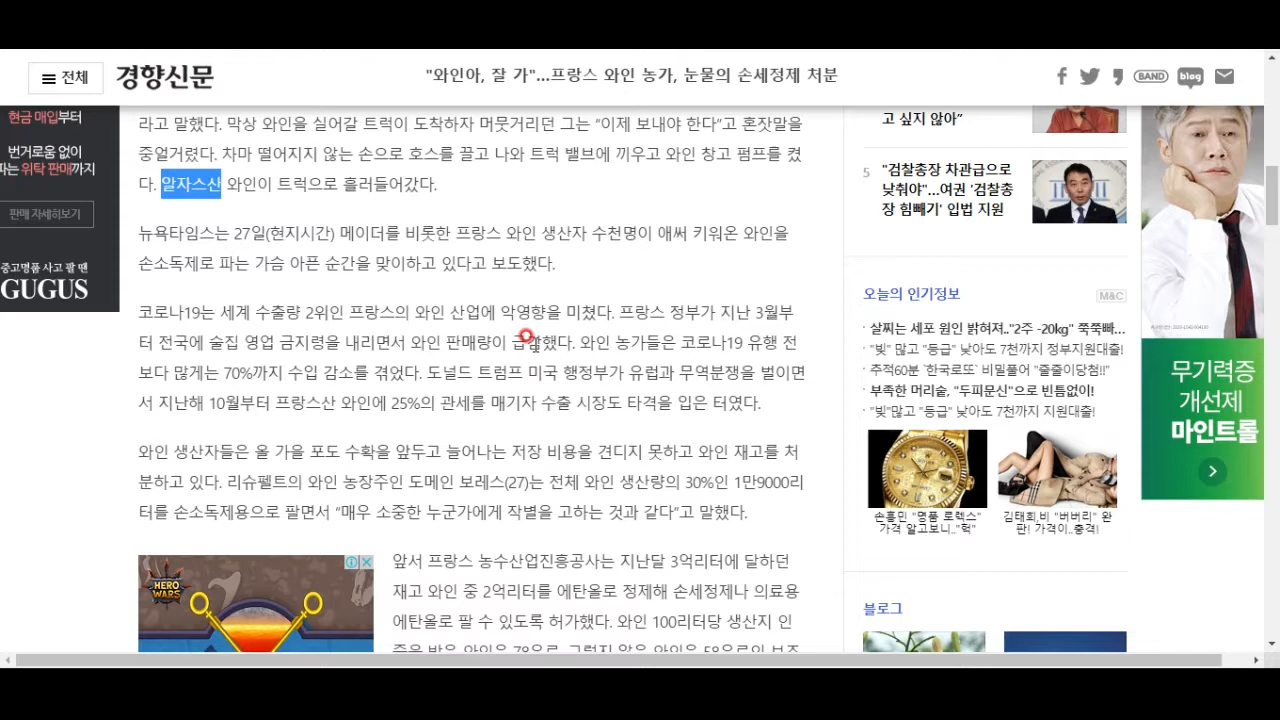 전체
경향신문
"와인아, 잘 가"...프랑스 와인 농가, 눈물의 손세정제 처분
BAND
blog
현금 매입부터
번거로움 없이
파는 위탁 판매까지
판매 자세히보기
중고명품 사고 팔 땐
GUGUS
라고 말했다. 막상 와인을 실어갈 트럭이 도착하자 머뭇거리던 그는 “이제 보내야 한다”고 혼잣말을
중얼거렸다. 차마 떨어지지 않는 손으로 호스를 끌고 나와 트럭 밸브에 끼우고 와인 창고 펌프를 켰
다. 알자스산 와인이 트럭으로 흘러들어갔다.
뉴욕타임스는 27일(현지시간) 메이더를 비롯한 프랑스 와인 생산자 수천명이 애써 키워온 와인을
손소독제로 파는 가슴 아픈 순간을 맞이하고 있다고 보도했다.
코로나19는 세계 수출량 2위인 프랑스의 와인 산업에 악영향을 미쳤다. 프랑스 정부가 지난 3월부
터 전국에 술집 영업 금지령을 내리면서 와인 판매량이 급감했다. 와인 농가들은 코로나19 유행 전
보다 많게는 70%까지 수입 감소를 겪었다. 도널드 트럼프 미국 행정부가 유럽과 무역분쟁을 벌이면
서 지난해 10월부터 프랑스산 와인에 25%의 관세를 매기자 수출 시장도 타격을 입은 터였다.
와인 생산자들은 올 가을 포도 수확을 앞두고 늘어나는 저장 비용을 견디지 못하고 와인 재고를 처
분하고 있다. 리슈펠트의 와인 농장주인 도메인 보레스(27)는 전체 와인 생산량의 30%인 1만9000리
터를 손소독제용으로 팔면서 “매우 소중한 누군가에게 작별을 고하는 것과 같다”고 말했다.
HERO
WARS
앞서 프랑스 농수산업진흥공사는 지난달 3억리터에 달하던
재고 와인 중 2억리터를 에탄올로 정제해 손세정제나 의료용
에탄올로 팔 수 있도록 허가했다. 와인 100리터당 생산지 인
증을 받은 와인은 78유로, 그렇지 않은 와인은 58유로의 보조
고 싶지 않아”
5
"검찰총장 차관급으로
낮춰야"...여권 '검찰총
장 힘빼기' 입법 지원
오늘의 인기정보
M&C
· 살찌는 세포 원인 밝혀져.."2주 -20kg" 쭉쭉빠...
· "빚" 많고 "등급" 낮아도 7천까지 정부지원대출!
· 추적60분 `한국로또` 비밀풀어 "줄줄이당첨!!"
· 부족한 머리술, "두피문신"으로 빈틈없이!
· "빚"많고 "등급" 낮아도 7천까지 지원대출!
손흥민 "명품 로렉스"
가격 알고보니.."헉"
김태희,비 "버버리" 완
판! 가격이..충격!
블로그
무기력증
개선제
마인트롤